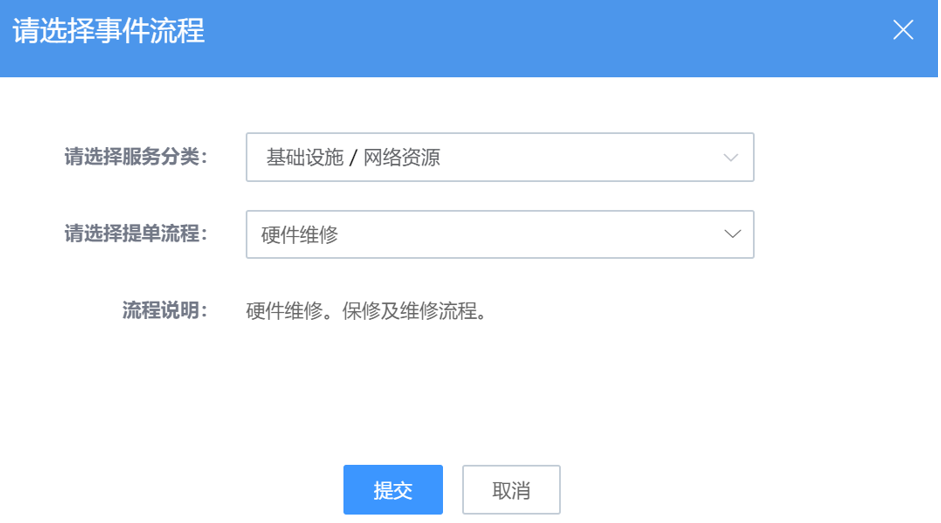 请选择事件流程
请选择服务分类： 基础设施 / 网络资源
请选择提单流程： 硬件维修
流程说明： 硬件维修。保修及维修流程。
提交 取消